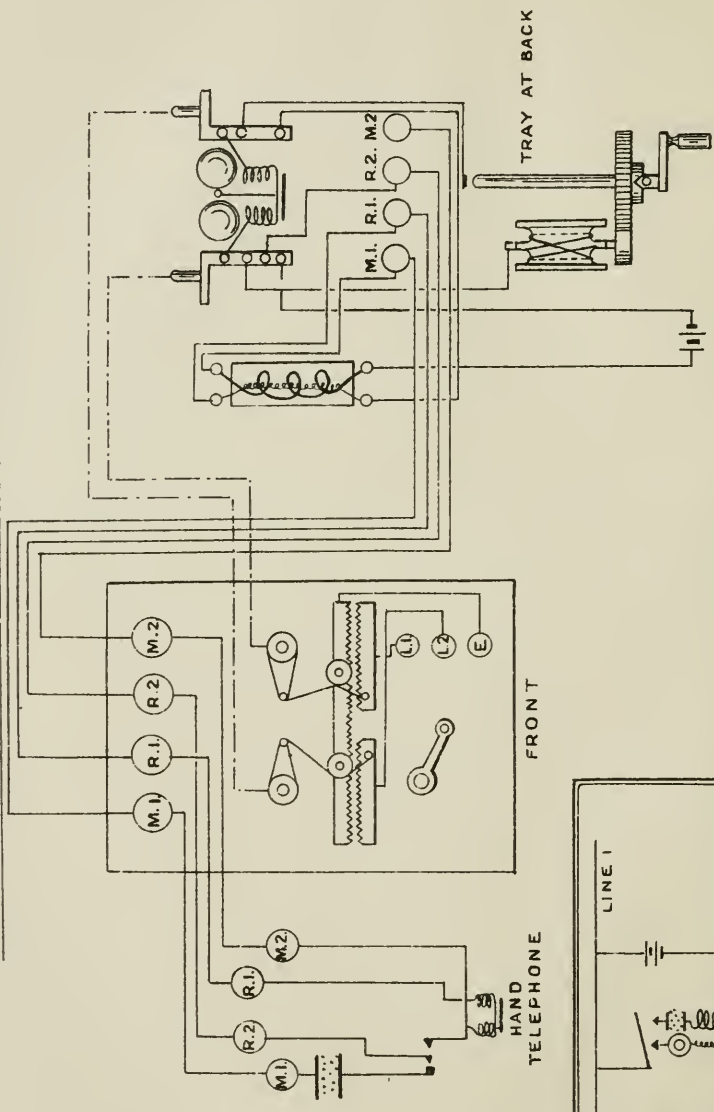 M.1. R.1. R.2 M.2
M.1. R.2 R.1. M.2.
M.1. R.1. R.2. M.2
L.1.
L.2
E
HAND
TELEPHONE
FRONT
TRAY AT BACK
LINE 1